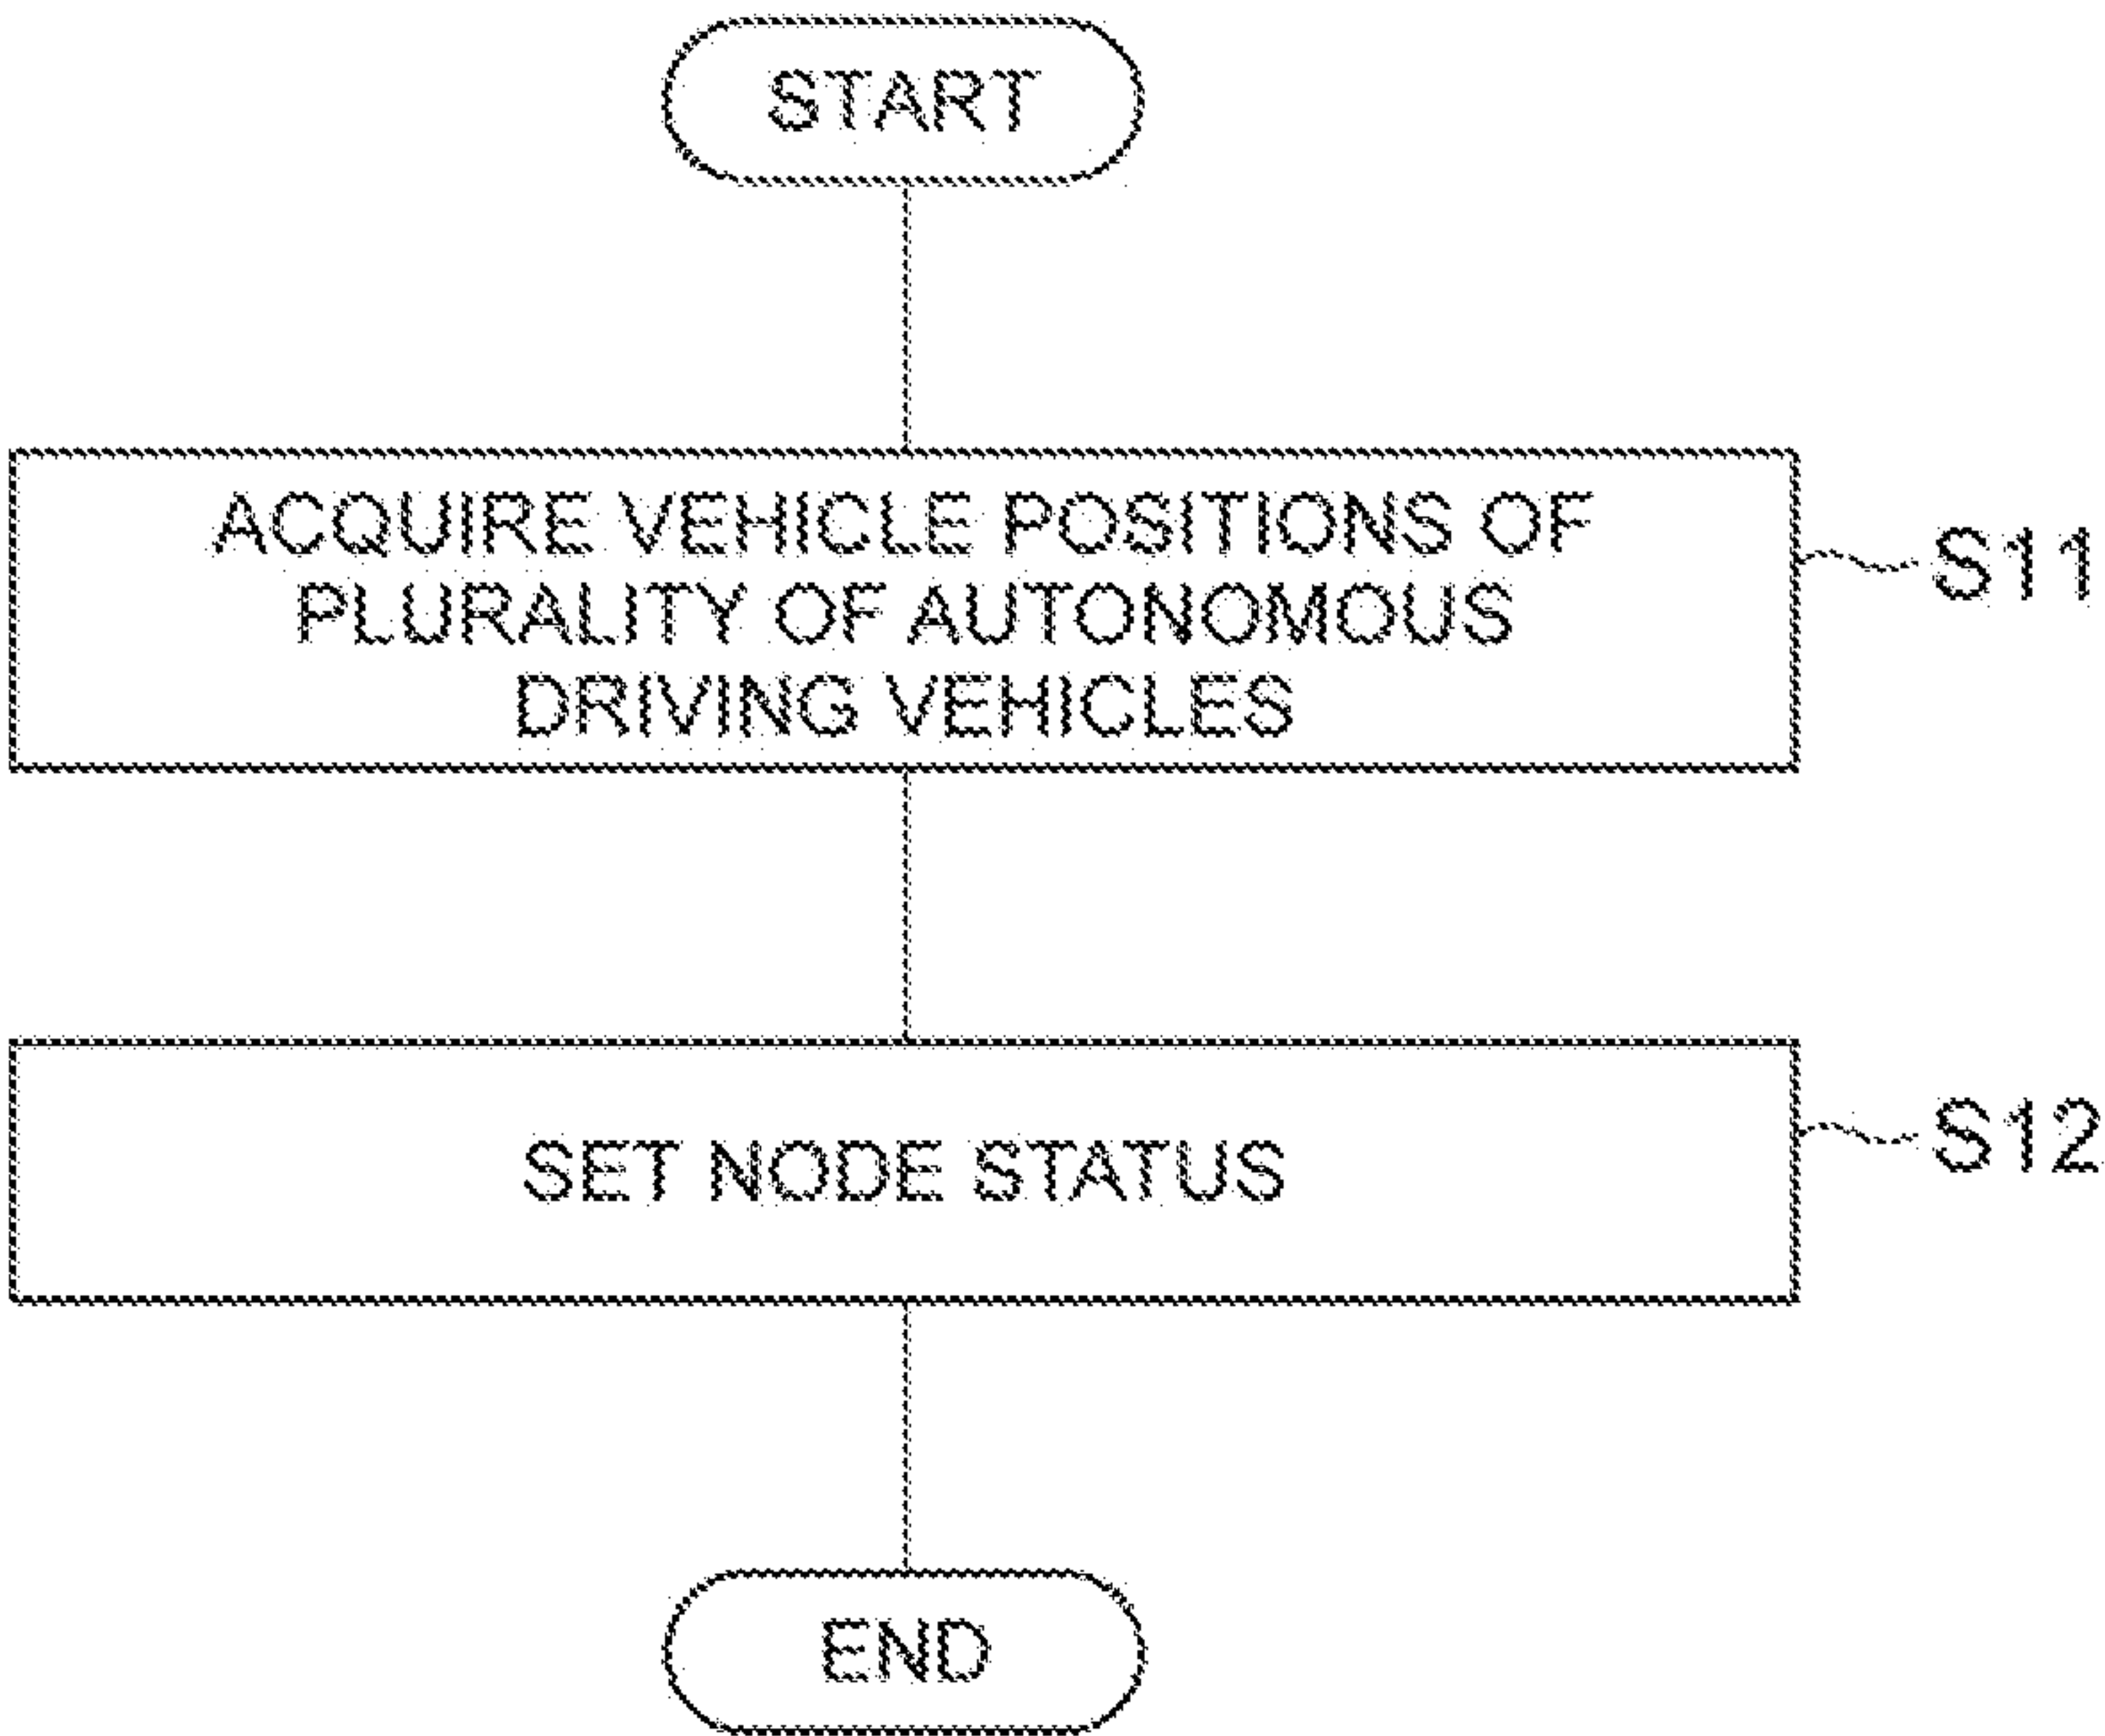 START
ACQUIRE VEHICLE POSITIONS OF
PLURALITY OF AUTONOMOUS
DRIVING VEHICLES
S11
SET NODE STATUS
S12
END